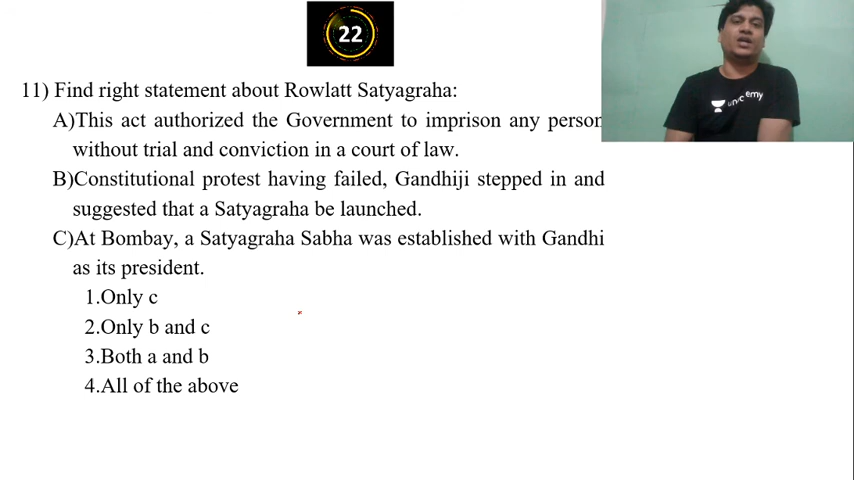 22
11) Find right statement about Rowlatt Satyagraha:
A)This act authorized the Government to imprison any person
without trial and conviction in a court of law.
B)Constitutional protest having failed, Gandhiji stepped in and
suggested that a Satyagraha be launched.
C)At Bombay, a Satyagraha Sabha was established with Gandhi
as its president.
1.Only c
2.Only b and c
3.Both a and b
4.All of the above